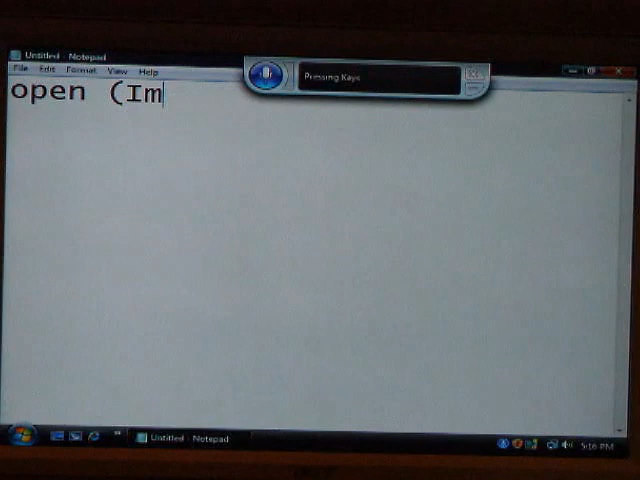 Untitled - Notepad
File Edit Format View Help
Pressing Keys
open (Im
Untitled - Notepad
5:16 PM